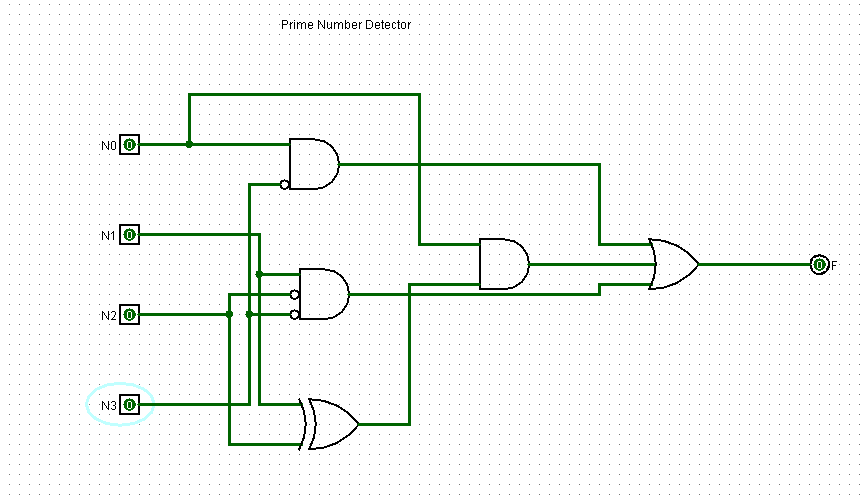 Prime Number Detector
N0 0
N1 0
N2 0
N3 0
0 F